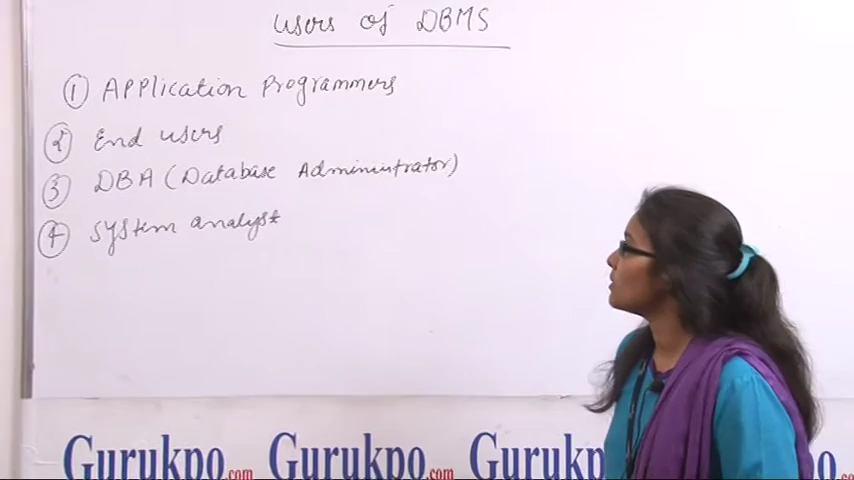 Users of DBMS
① Application Programmers
② End users
③ DBA (Database Administrator)
④ System analyst
Gurukpo.com Gurukpo.com Gurukpo.com